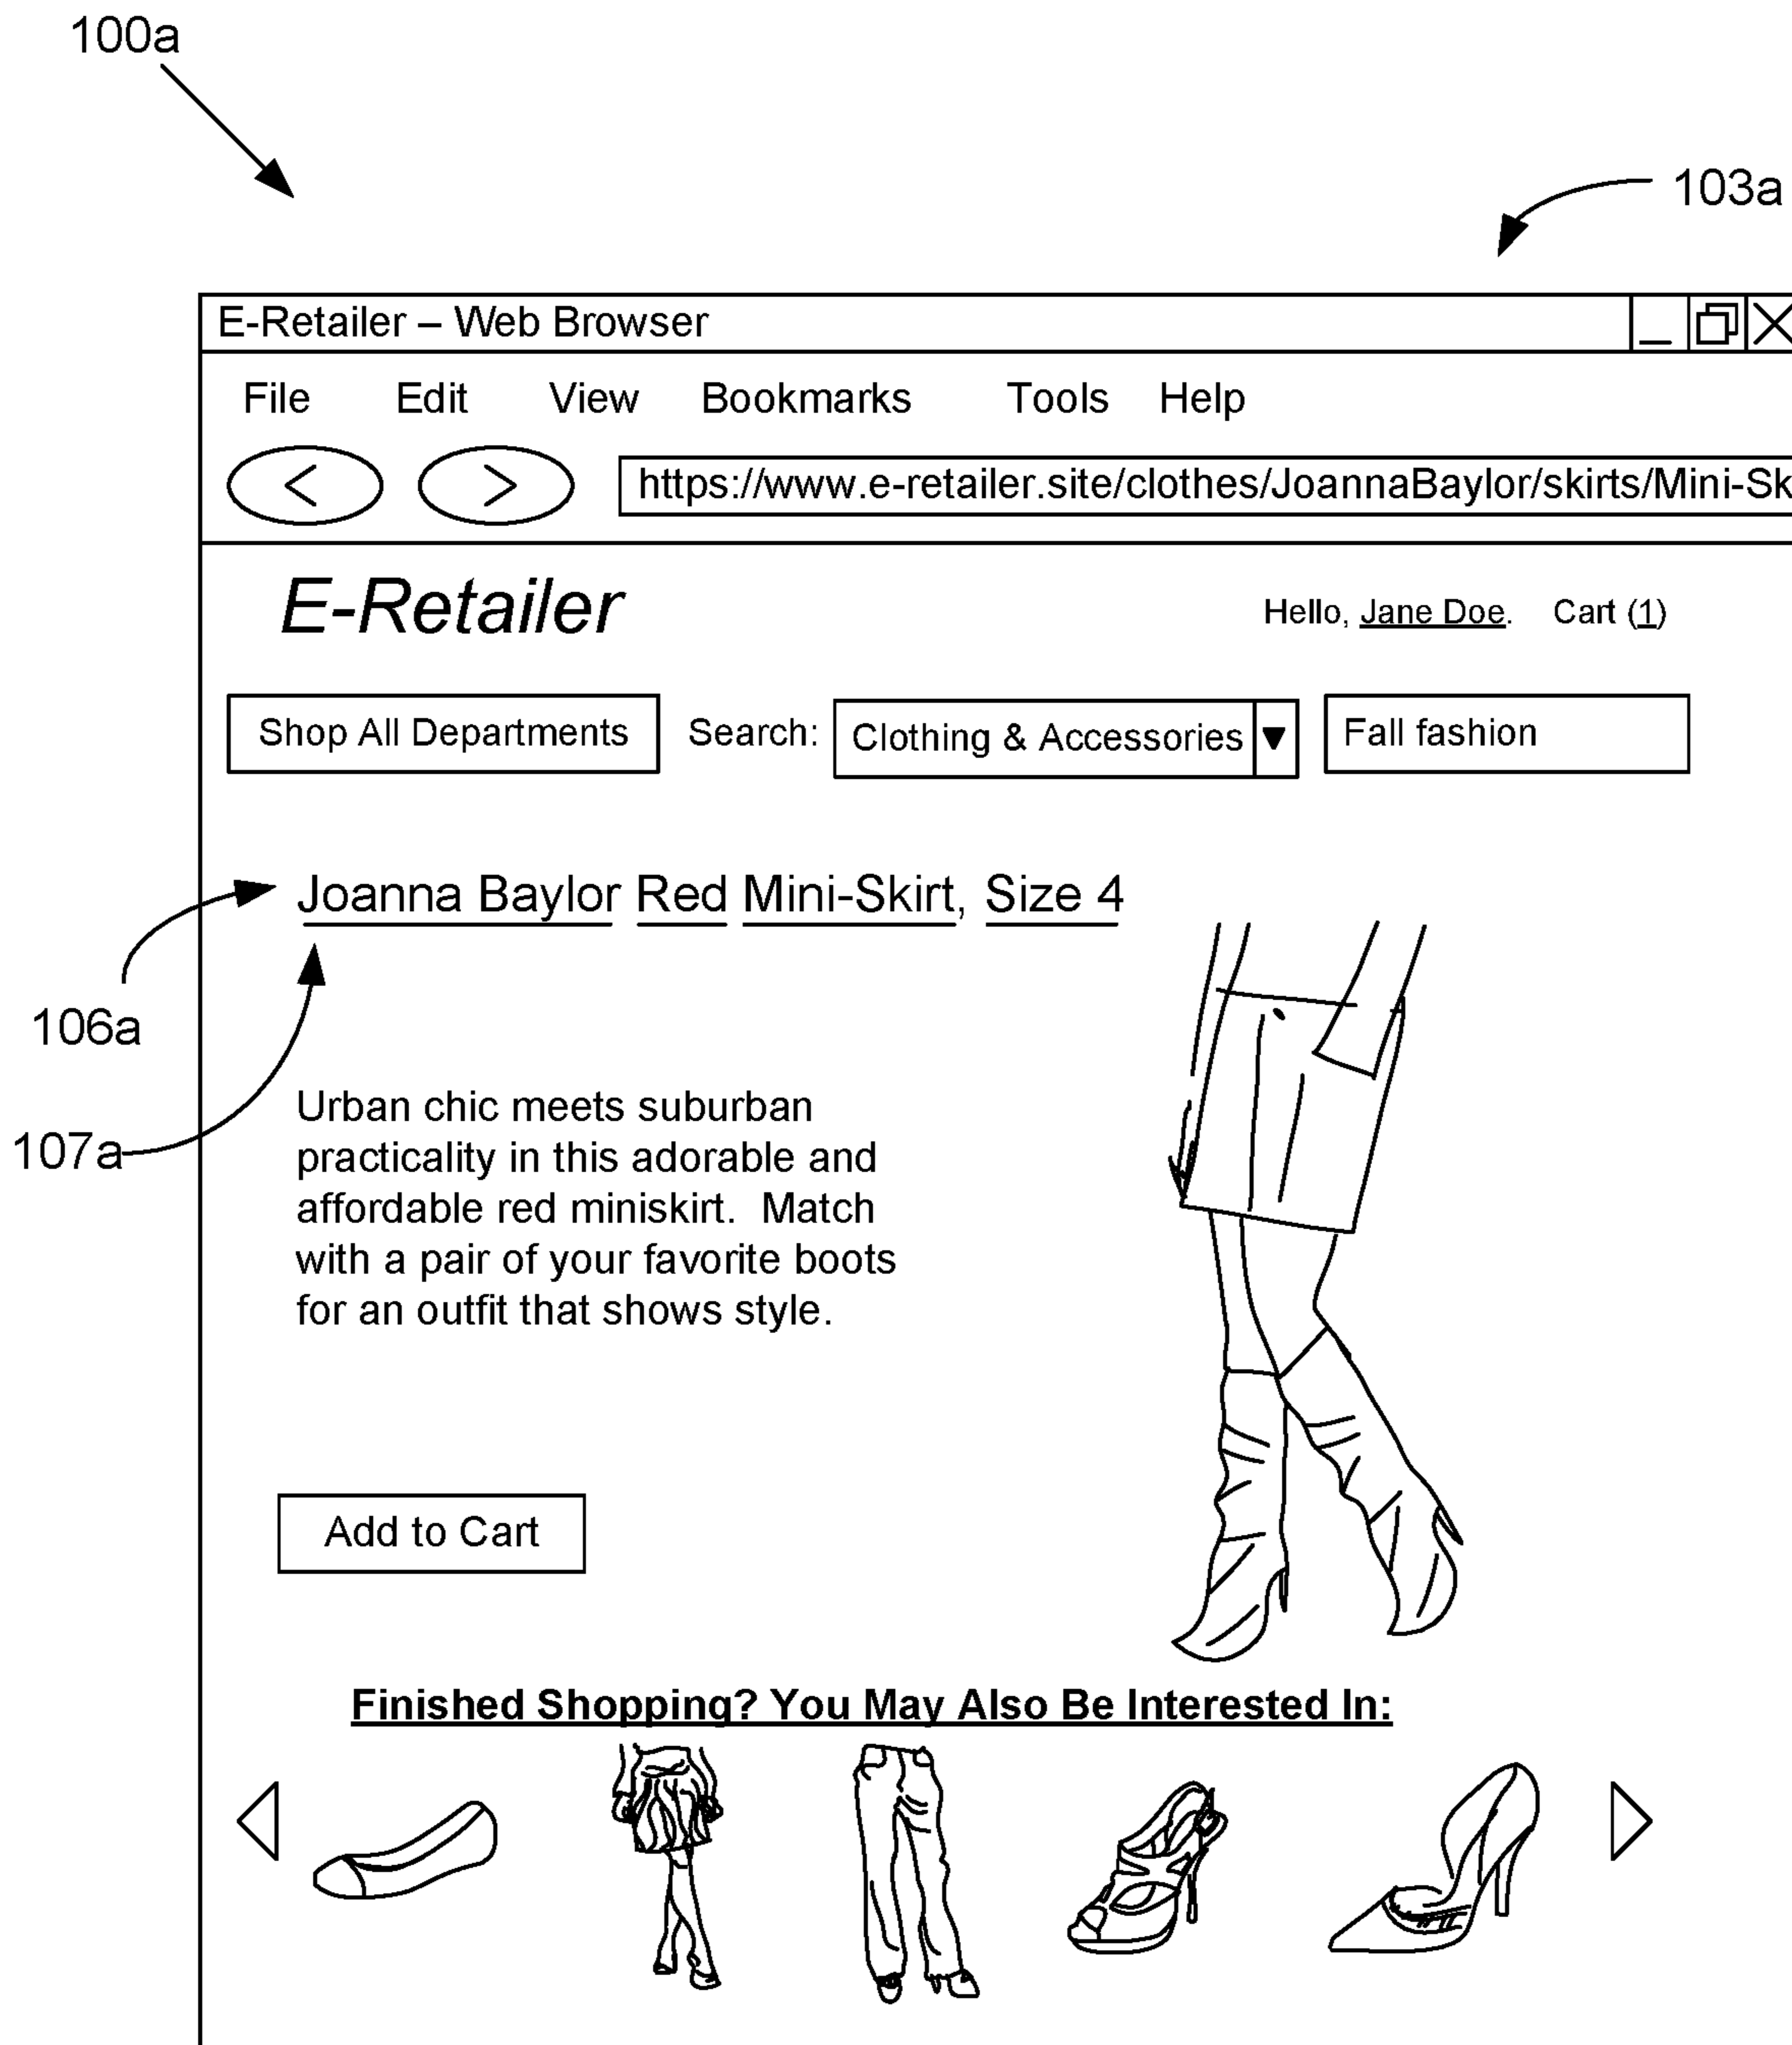 100a
103a
E-Retailer – Web Browser
File Edit View Bookmarks Tools Help
< > https://www.e-retailer.site/clothes/JoannaBaylor/skirts/Mini-Sk
E-Retailer Hello, Jane Doe. Cart (1)
Shop All Departments Search: Clothing & Accessories Fall fashion
Joanna Baylor Red Mini-Skirt, Size 4
106a
107a
Urban chic meets suburban
practicality in this adorable and
affordable red miniskirt. Match
with a pair of your favorite boots
for an outfit that shows style.
Add to Cart
Finished Shopping? You May Also Be Interested In: